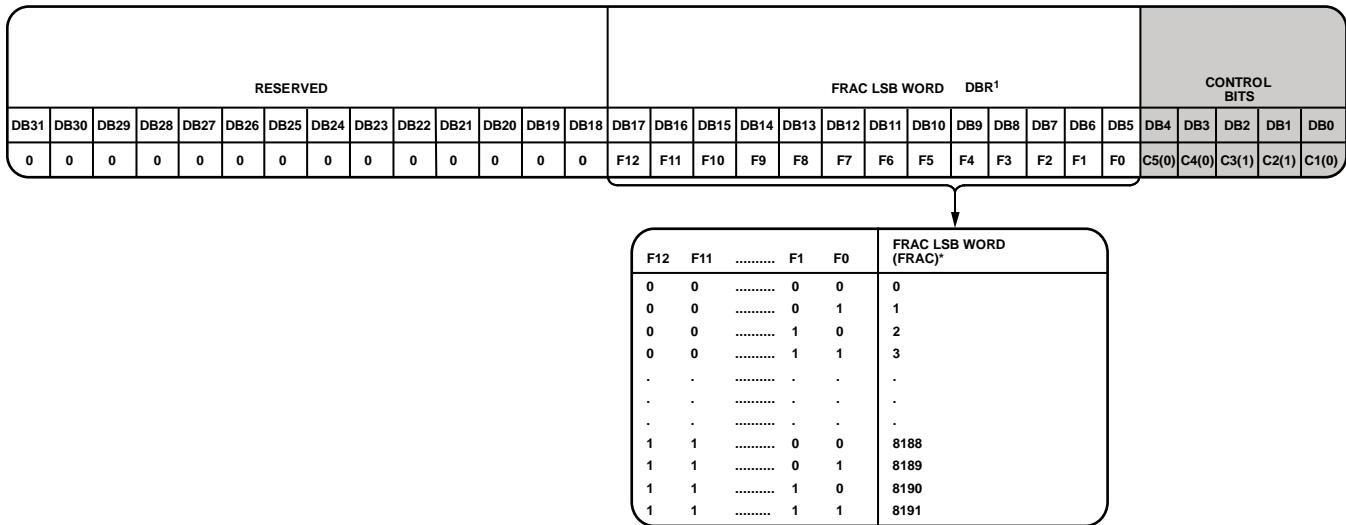 RESERVED FRAC LSB WORD DBR1 CONTROL
BITS
DB31 DB30 DB29 DB28 DB27 DB26 DB25 DB24 DB23 DB22 DB21 DB20 DB19 DB18 DB17 DB16 DB15 DB14 DB13 DB12 DB11 DB10 DB9 DB8 DB7 DB6 DB5 DB4 DB3 DB2 DB1 DB0
0 0 0 0 0 0 0 0 0 0 0 0 0 0 F12 F11 F10 F9 F8 F7 F6 F5 F4 F3 F2 F1 F0 C5(0) C4(0) C3(1) C2(1) C1(0)
F12 F11 .......... F1 F0 FRAC LSB WORD
(FRAC)*
0 0 .......... 0 0 0
0 0 .......... 0 1 1
0 0 .......... 1 0 2
0 0 .......... 1 1 3
. . .......... . . .
. . .......... . . .
. . .......... . . .
1 1 .......... 0 0 8188
1 1 .......... 0 1 8189
1 1 .......... 1 0 8190
1 1 ......... 1 1 8191